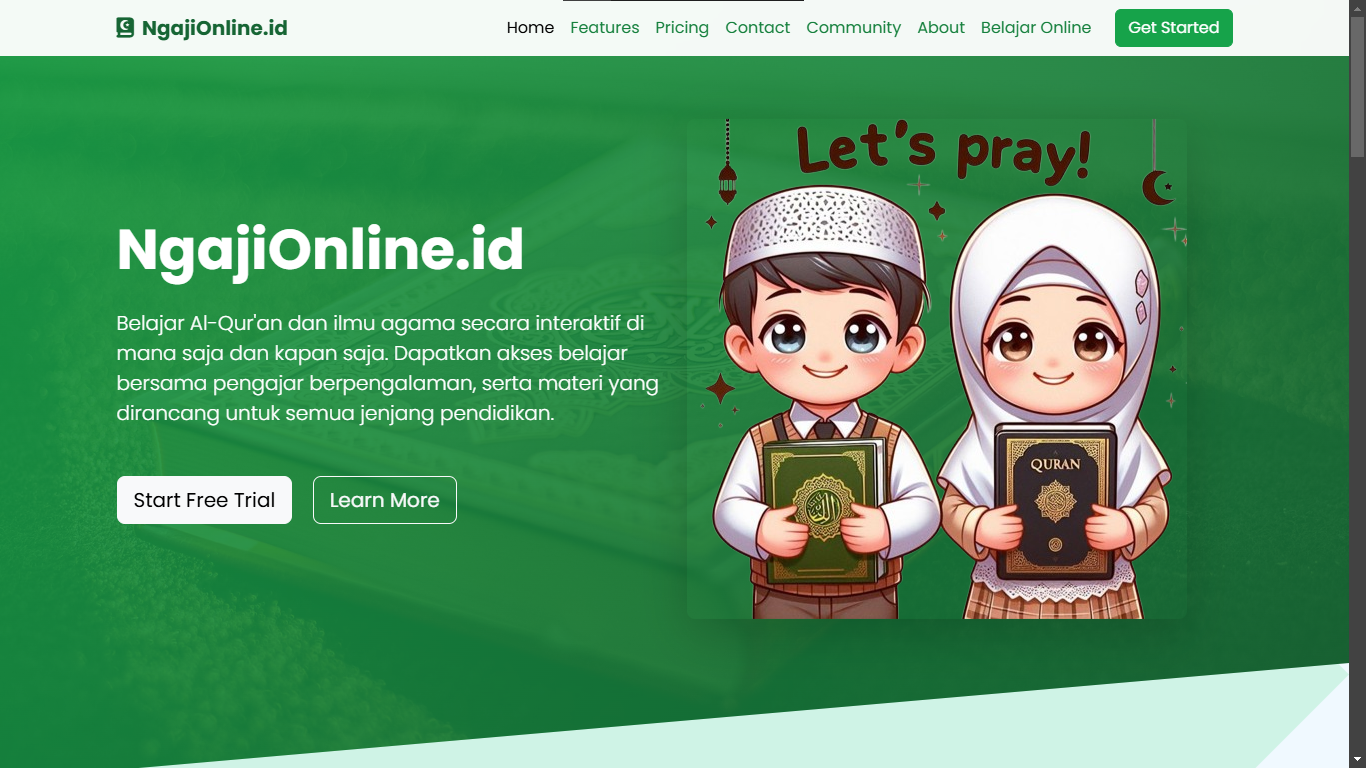 NgajiOnline.id
Home Features Pricing Contact Community About Belajar Online Get Started
Let's pray!
NgajiOnline.id
Belajar Al-Qur'an dan ilmu agama secara interaktif di
mana saja dan kapan saja. Dapatkan akses belajar
bersama pengajar berpengalaman, serta materi yang
dirancang untuk semua jenjang pendidikan.
QURAN
Start Free Trial Learn More